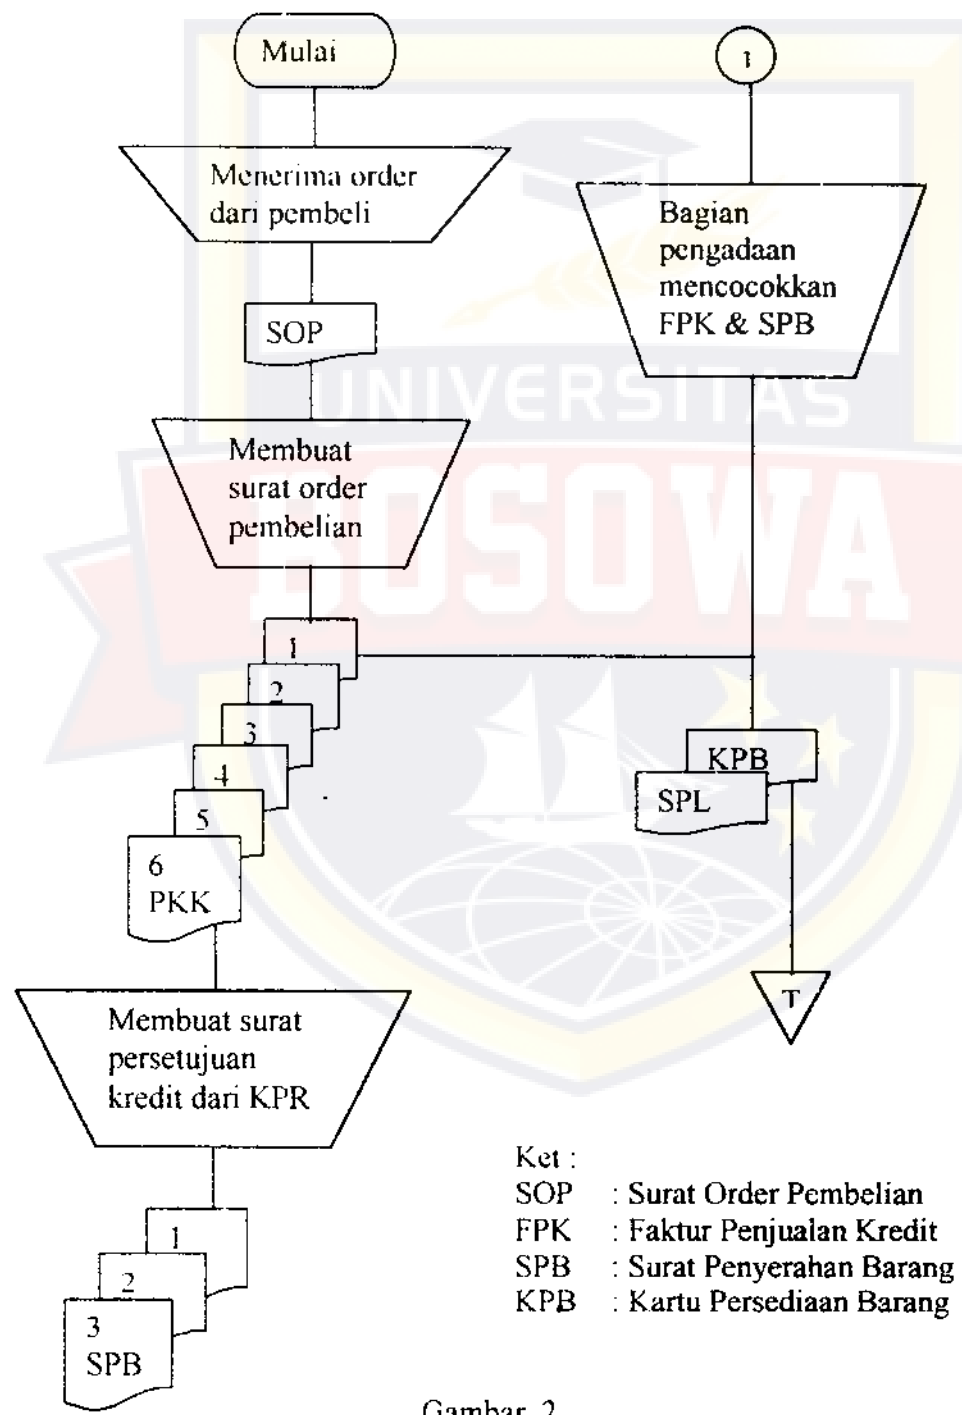 Mulai
Menerima order
dari pembeli
SOP
Membuat
surat order
pembelian
1
2
3
4
5
6
PKK
Membuat surat
persetujuan
kredit dari KPR
1
2
3
SPB
1
Bagian
pengadaan
mencocokkan
FPK & SPB
KPB
SPL
T
Ket :
SOP : Surat Order Pembelian
FPK : Faktur Penjualan Kredit
SPB : Surat Penyerahan Barang
KPB : Kartu Persediaan Barang
Gambar 2
UNIVERSITAS
BOSOWA